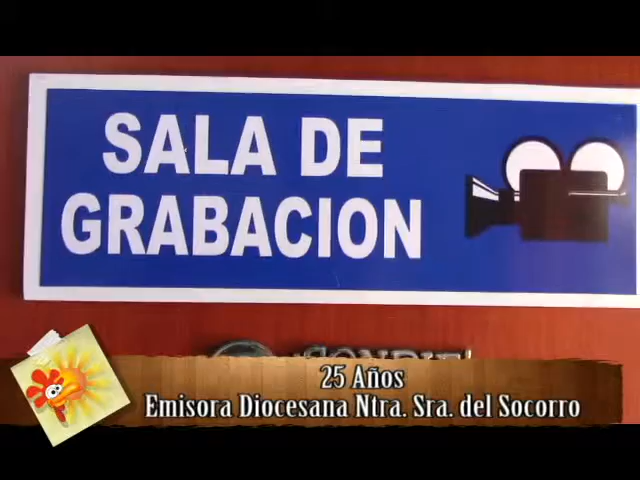 SALA DE
GRABACION
25 Años
Emisora Diocesana Ntra. Sra. del Socorro